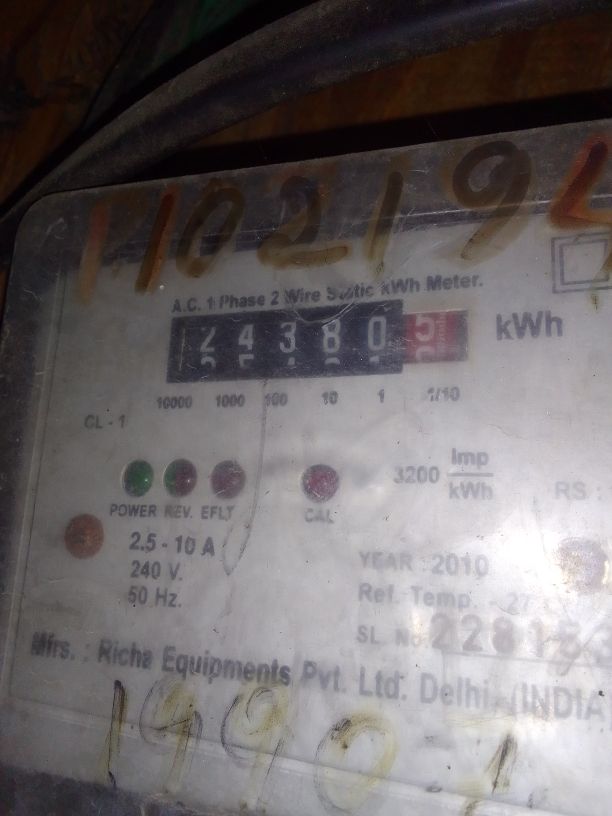 1102194
A.C. 1 Phase 2 Wire Static kWh Meter.
24380 5 kWh
10000 1000 100 10 1 1/10
CL - 1
3200 Imp/kWh
RS :
POWER REV. EFLT CAL
2.5 - 10 A
240 V.
50 Hz.
YEAR : 2010
Ref. Temp. - 27
SL. No
Mfrs. : Richa Equipments Pvt. Ltd. Delhi. (INDIA